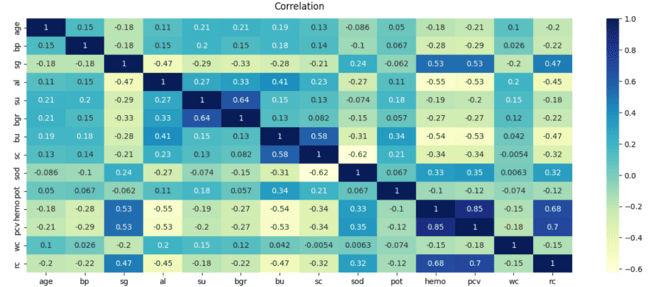 Correlation
age 1 0.15 -0.18 0.11 0.21 0.21 0.19 0.13 -0.086 0.05 -0.18 -0.21 0.1 -0.2
bp 0.15 1 -0.18 0.15 0.2 0.15 0.18 0.14 -0.1 0.067 -0.28 -0.29 0.026 -0.22
sg -0.18 -0.18 1 -0.47 -0.29 -0.33 -0.28 -0.21 0.24 -0.062 0.53 0.53 -0.2 0.47
al 0.11 0.15 -0.47 1 0.27 0.33 0.41 0.23 -0.27 0.11 -0.55 -0.53 0.2 -0.45
su 0.21 0.2 -0.29 0.27 1 0.64 0.15 0.13 -0.074 0.18 -0.19 -0.2 0.15 -0.18
bgr 0.21 0.15 -0.33 0.33 0.64 1 0.13 0.082 -0.15 0.057 -0.27 -0.27 0.12 -0.22
bu 0.19 0.18 -0.28 0.41 0.15 0.13 1 0.58 -0.31 0.34 -0.54 -0.53 0.042 -0.47
sc 0.13 0.14 -0.21 0.23 0.13 0.082 0.58 1 -0.62 0.21 -0.34 -0.34 -0.0054 -0.32
sod -0.086 -0.1 0.24 -0.27 -0.074 -0.15 -0.31 -0.62 1 0.067 0.33 0.35 0.0063 0.32
pot 0.05 0.067 -0.062 0.11 0.18 0.057 0.34 0.21 0.067 1 -0.1 -0.12 -0.074 -0.12
hemo -0.18 -0.28 0.53 -0.55 -0.19 -0.27 -0.54 -0.34 0.33 -0.1 1 0.85 -0.15 0.68
pcv -0.21 -0.29 0.53 -0.53 -0.2 -0.27 -0.53 -0.34 0.35 -0.12 0.85 1 -0.18 0.7
wc 0.1 0.026 -0.2 0.2 0.15 0.12 0.042 -0.0054 0.0063 -0.074 -0.15 -0.18 1 -0.15
rc -0.2 -0.22 0.47 -0.45 -0.18 -0.22 -0.47 -0.32 0.32 -0.12 0.68 0.7 -0.15 1
age bp sg al su bgr bu sc sod pot hemo pcv wc rc
1.0
0.8
0.6
0.4
0.2
0.0
−0.2
−0.4
−0.6